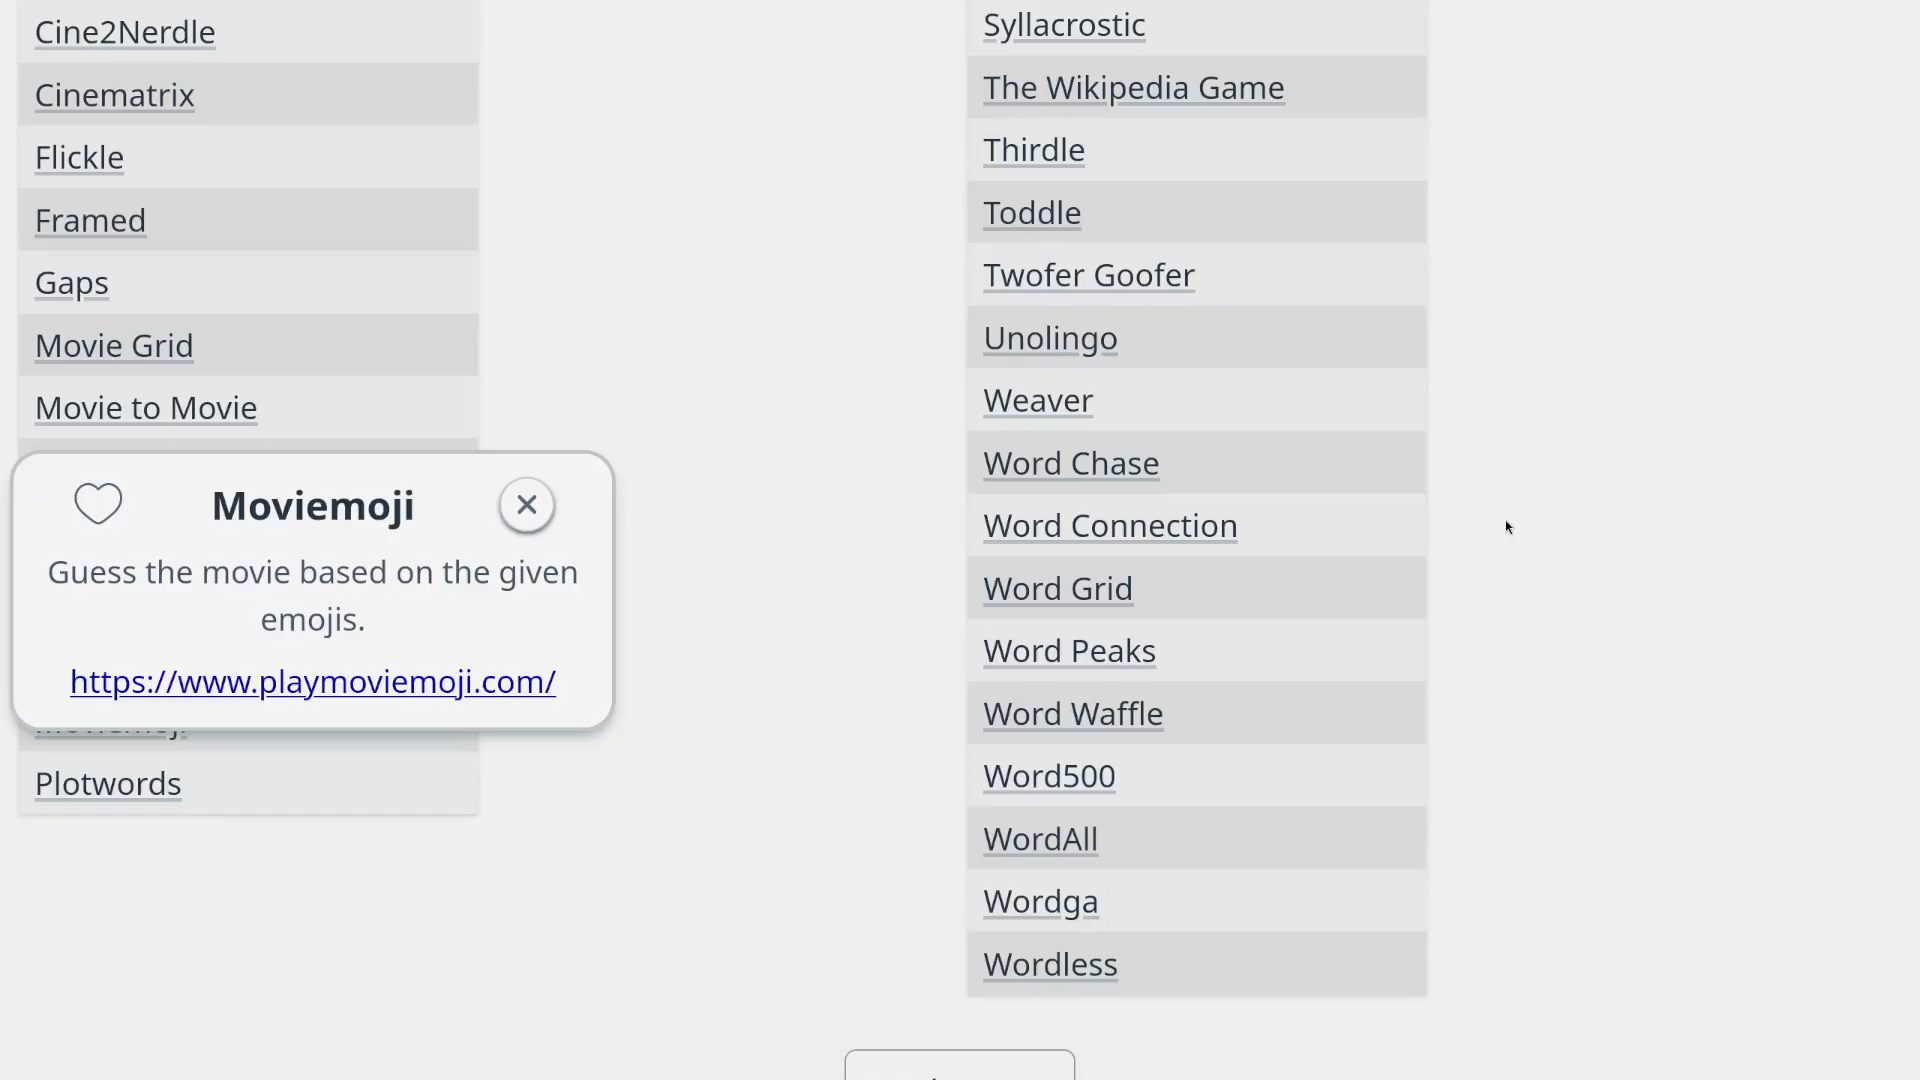 Cine2Nerdle
Cinematrix
Flickle
Framed
Gaps
Movie Grid
Movie to Movie
Moviemoji
Guess the movie based on the given
emojis.
https://www.playmoviemoji.com/
Plotwords
Syllacrostic
The Wikipedia Game
Thirdle
Toddle
Twofer Goofer
Unolingo
Weaver
Word Chase
Word Connection
Word Grid
Word Peaks
Word Waffle
Word500
WordAll
Wordga
Wordless